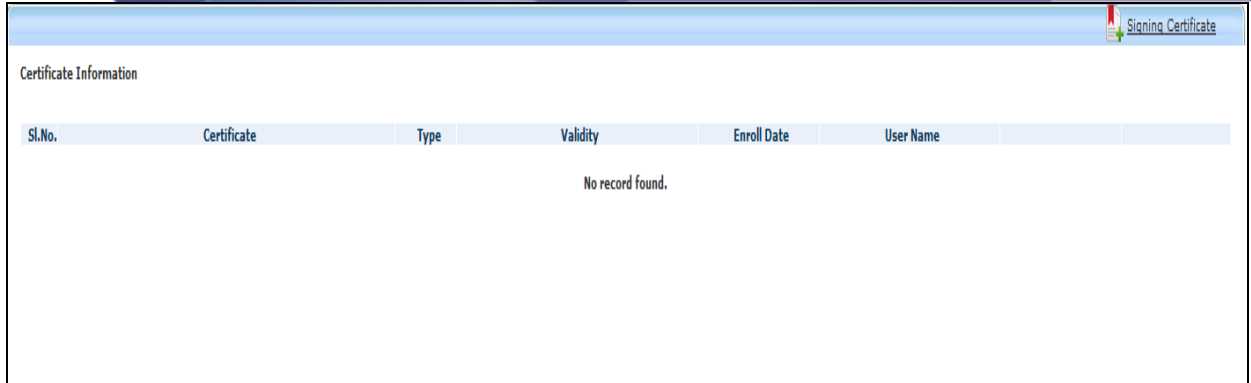 Signing Certificate
Certificate Information
Sl.No. Certificate Type Validity Enroll Date User Name
No record found.